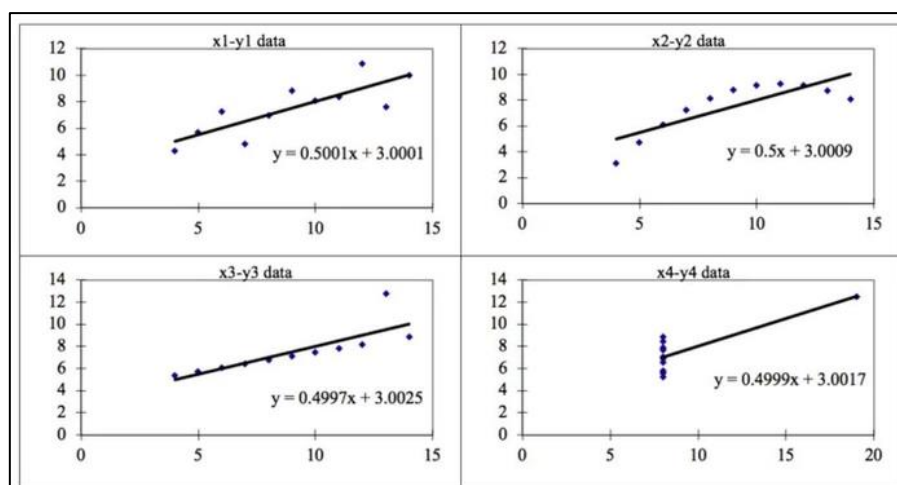 x1-y1 data
12
10
8
6
4
2
0
0 5 10 15
y = 0.5001x + 3.0001
x2-y2 data
12
10
8
6
4
2
0
0 5 10 15
y = 0.5x + 3.0009
x3-y3 data
14
12
10
8
6
4
2
0
0 5 10 15
y = 0.4997x + 3.0025
x4-y4 data
14
12
10
8
6
4
2
0
0 5 10 15 20
y = 0.4999x + 3.0017